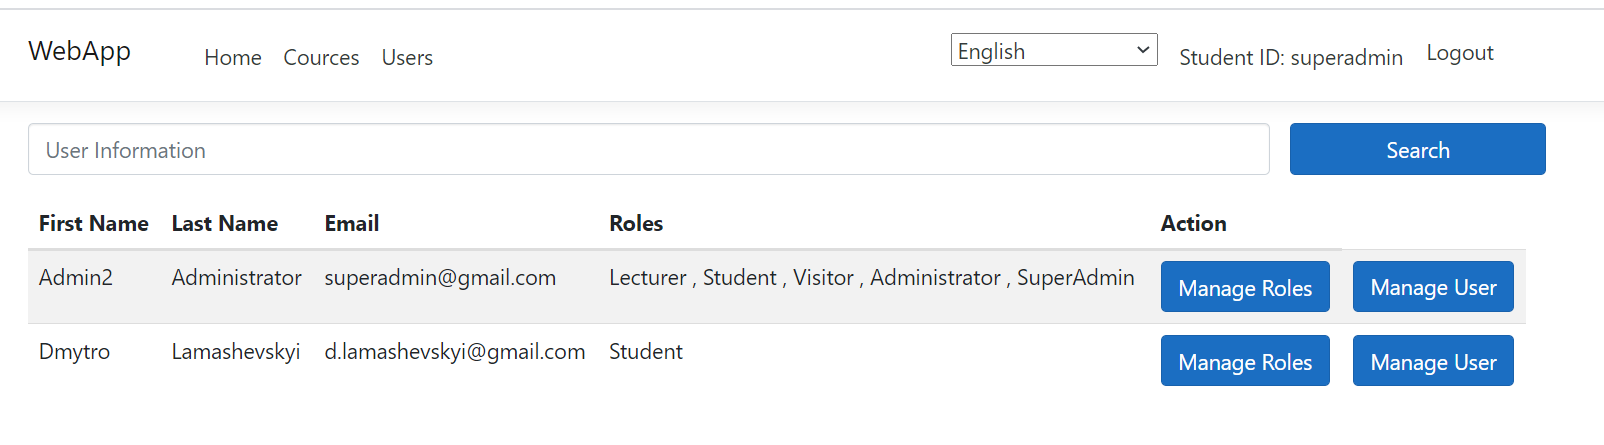 WebApp Home Cources Users English Student ID: superadmin Logout
User Information Search
First Name Last Name Email Roles Action
Admin2 Administrator superadmin@gmail.com Lecturer , Student , Visitor , Administrator , SuperAdmin Manage Roles Manage User
Dmytro Lamashevskyi d.lamashevskyi@gmail.com Student Manage Roles Manage User